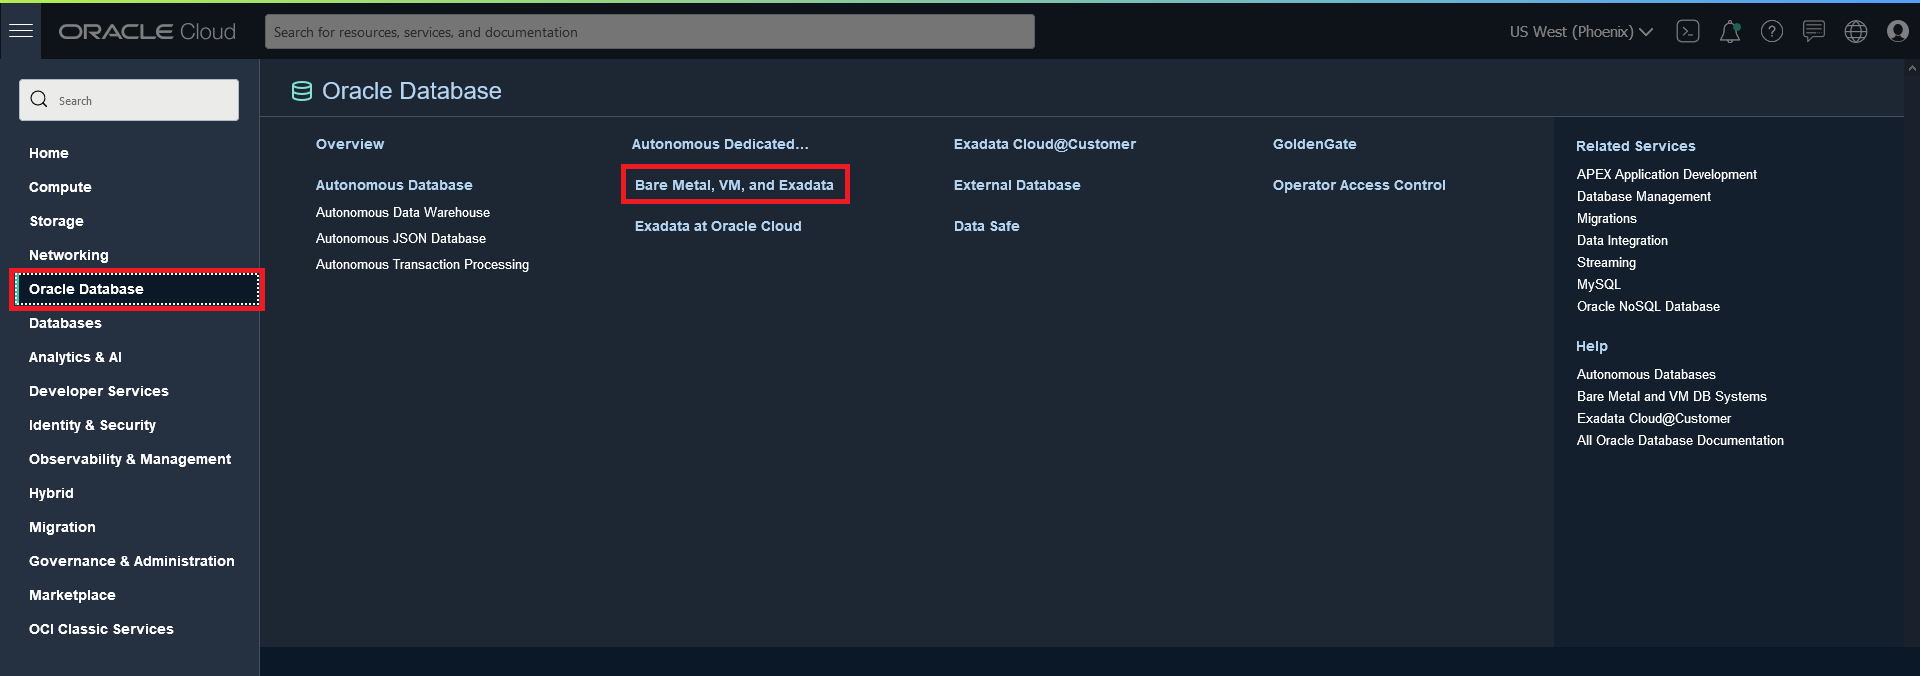 ORACLE Cloud
Search for resources, services, and documentation
US West (Phoenix)
Search
Home
Compute
Storage
Networking
Oracle Database
Databases
Analytics & AI
Developer Services
Identity & Security
Observability & Management
Hybrid
Migration
Governance & Administration
Marketplace
OCI Classic Services
Oracle Database
Overview
Autonomous Database
Autonomous Data Warehouse
Autonomous JSON Database
Autonomous Transaction Processing
Autonomous Dedicated...
Bare Metal, VM, and Exadata
Exadata at Oracle Cloud
Exadata Cloud@Customer
External Database
Data Safe
GoldenGate
Operator Access Control
Related Services
APEX Application Development
Database Management
Migrations
Data Integration
Streaming
MySQL
Oracle NoSQL Database
Help
Autonomous Databases
Bare Metal and VM DB Systems
Exadata Cloud@Customer
All Oracle Database Documentation